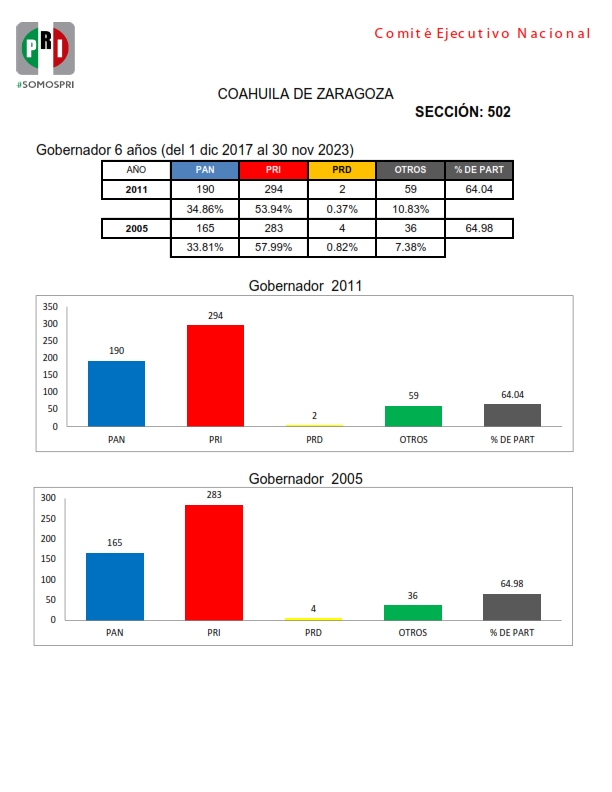 Comité Ejecutivo Nacional
PRI
#SOMOSPRI
COAHUILA DE ZARAGOZA
SECCIÓN: 502
Gobernador 6 años (del 1 dic 2017 al 30 nov 2023)
AÑO PAN PRI PRD OTROS % DE PART
2011 190 294 2 59 64.04
34.86% 53.94% 0.37% 10.83%
2005 165 283 4 36 64.98
33.81% 57.99% 0.82% 7.38%
Gobernador 2011
350
300
250
200
150
100
50
0
190
294
2
59
64.04
PAN PRI PRD OTROS % DE PART
Gobernador 2005
300
250
200
150
100
50
0
165
283
4
36
64.98
PAN PRI PRD OTROS % DE PART